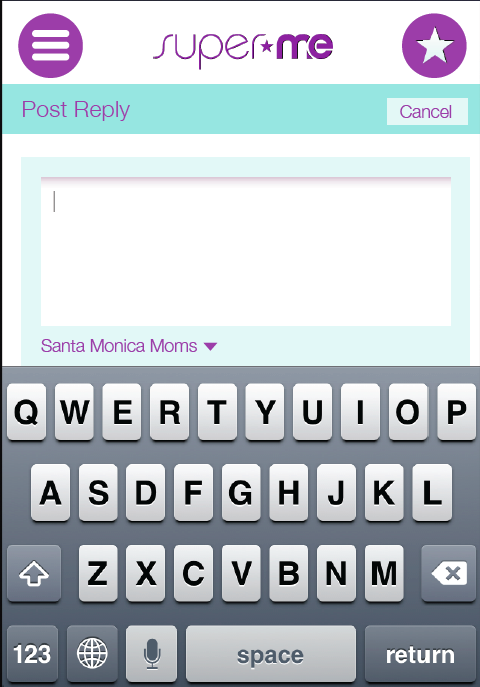 super★me
Post Reply
Cancel
Santa Monica Moms
Q W E R T Y U I O P
A S D F G H J K L
Z X C V B N M
123 space return